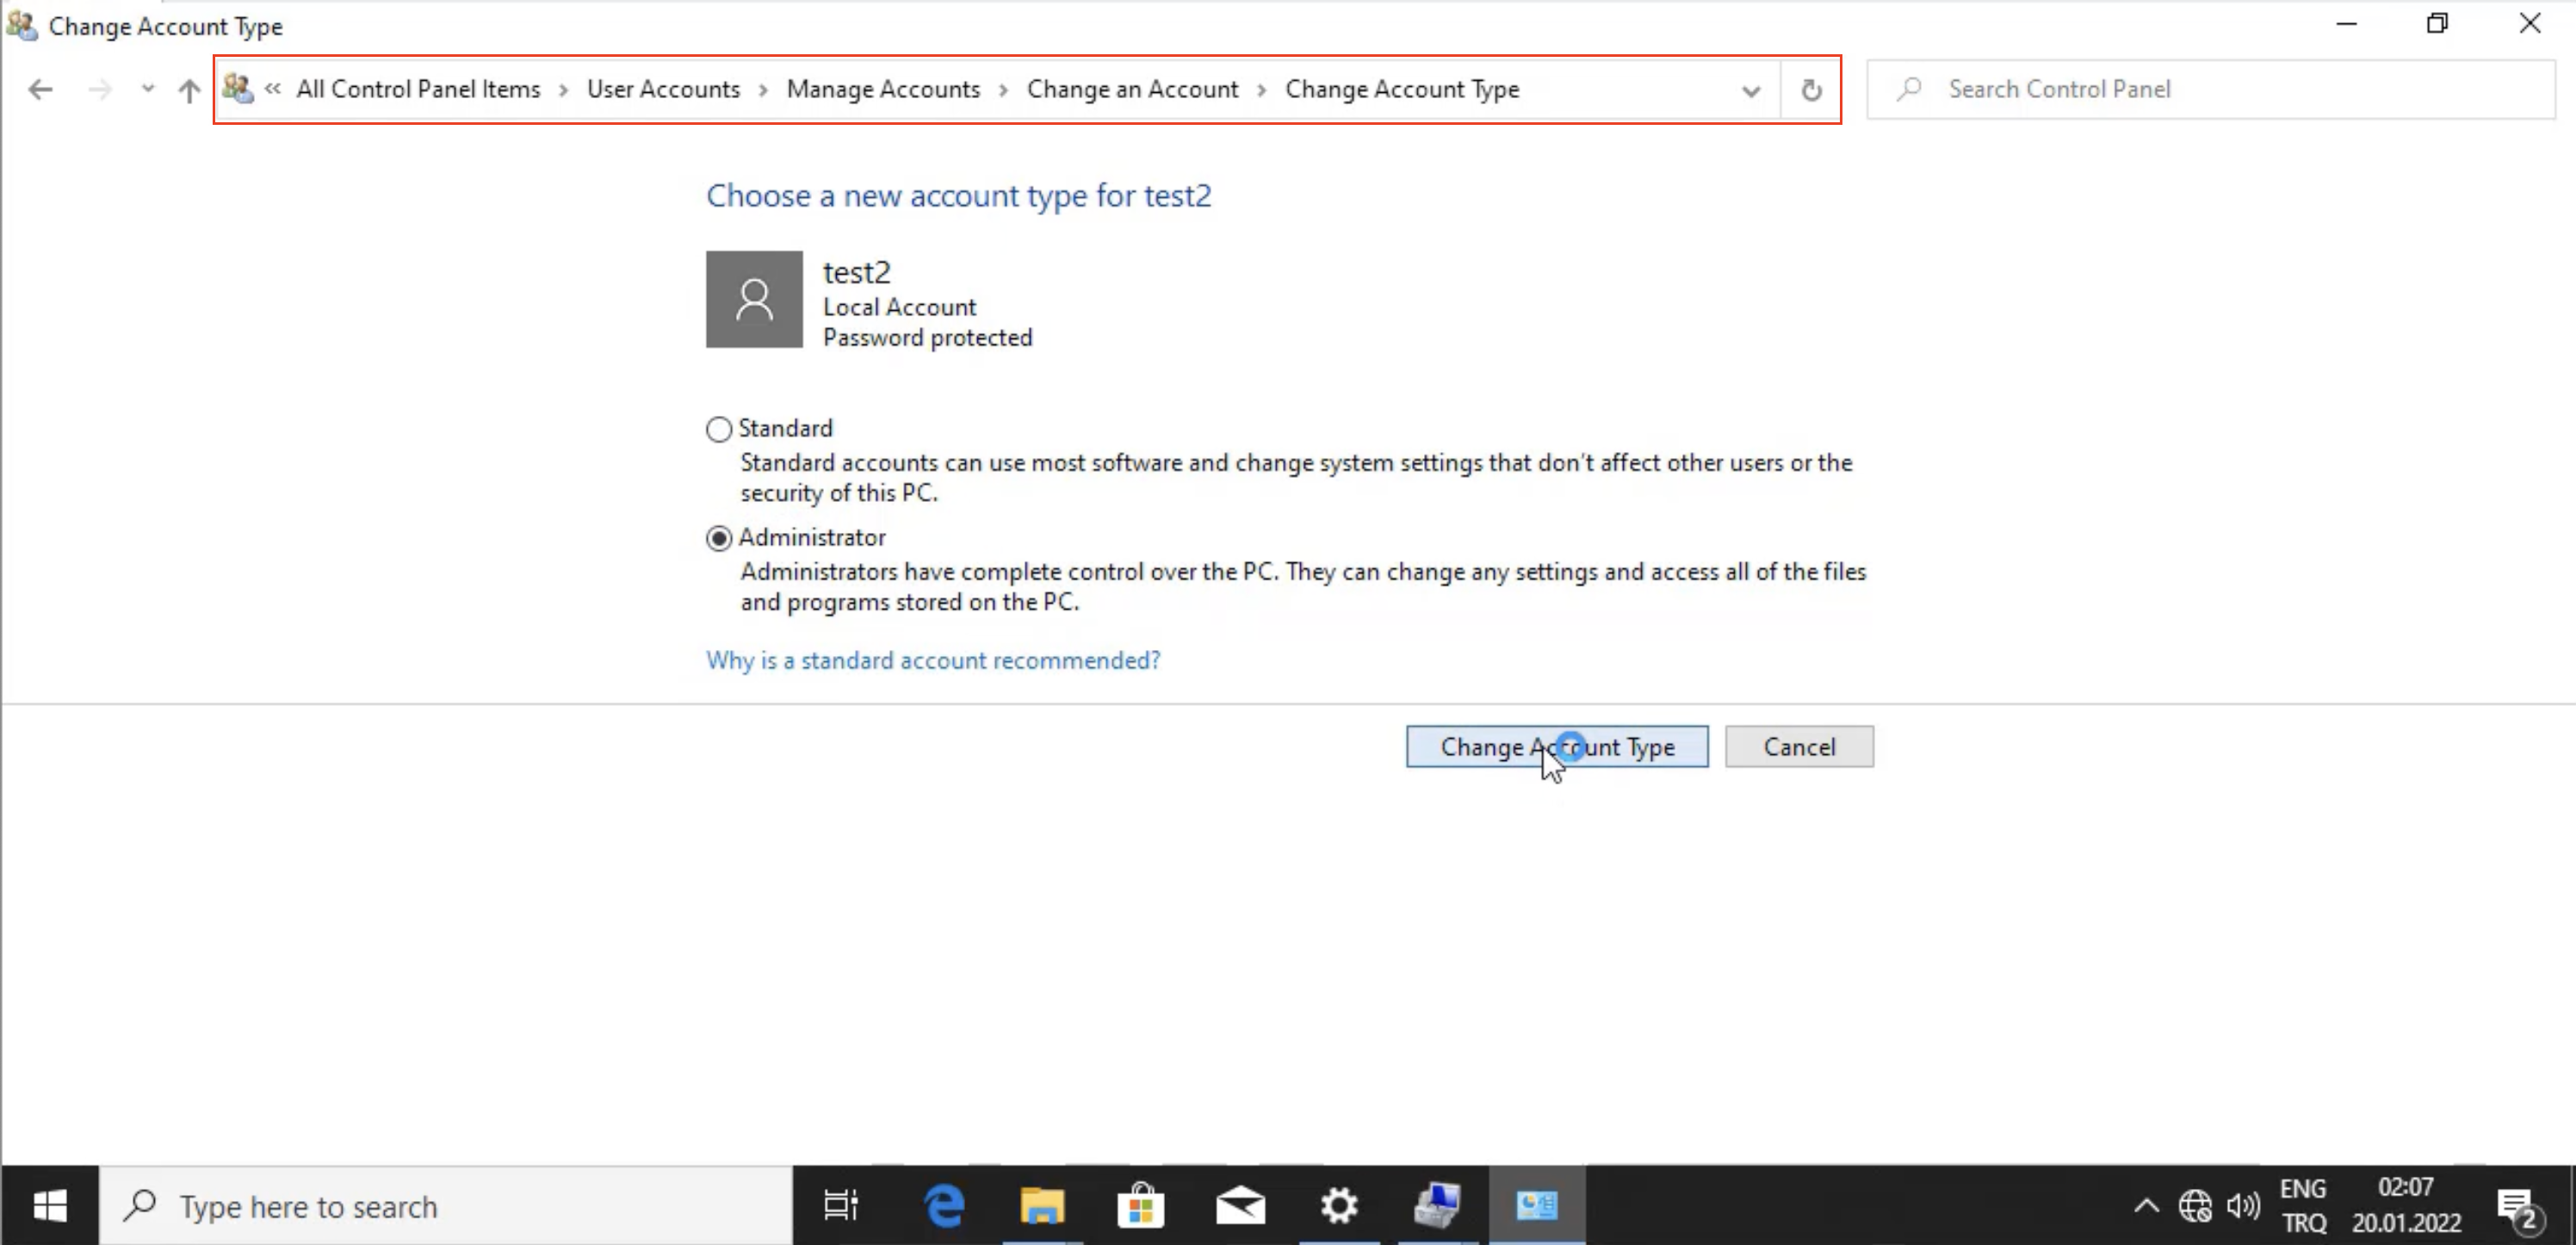 Change Account Type
« All Control Panel Items › User Accounts › Manage Accounts › Change an Account › Change Account Type
Search Control Panel
Choose a new account type for test2
test2
Local Account
Password protected
Standard
Standard accounts can use most software and change system settings that don't affect other users or the
security of this PC.
Administrator
Administrators have complete control over the PC. They can change any settings and access all of the files
and programs stored on the PC.
Why is a standard account recommended?
Change Account Type
Cancel
Type here to search
ENG
TRQ
02:07
20.01.2022
2